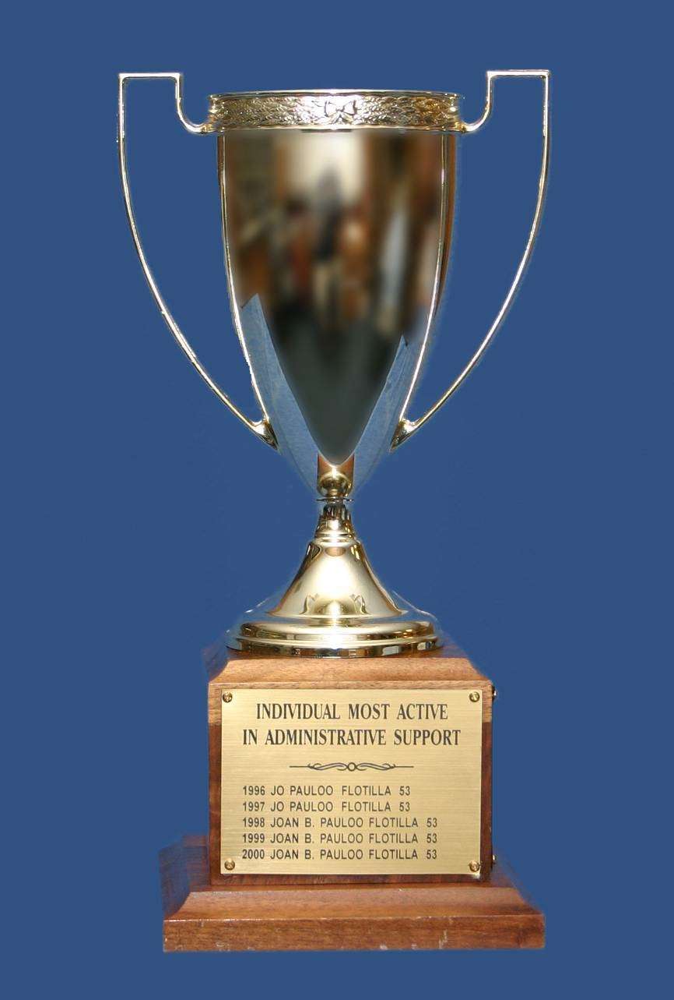 INDIVIDUAL MOST ACTIVE
IN ADMINISTRATIVE SUPPORT
1996 JO PAULOO FLOTILLA 53
1997 JO PAULOO FLOTILLA 53
1998 JOAN B. PAULOO FLOTILLA 53
1999 JOAN B. PAULOO FLOTILLA 53
2000 JOAN B. PAULOO FLOTILLA 53